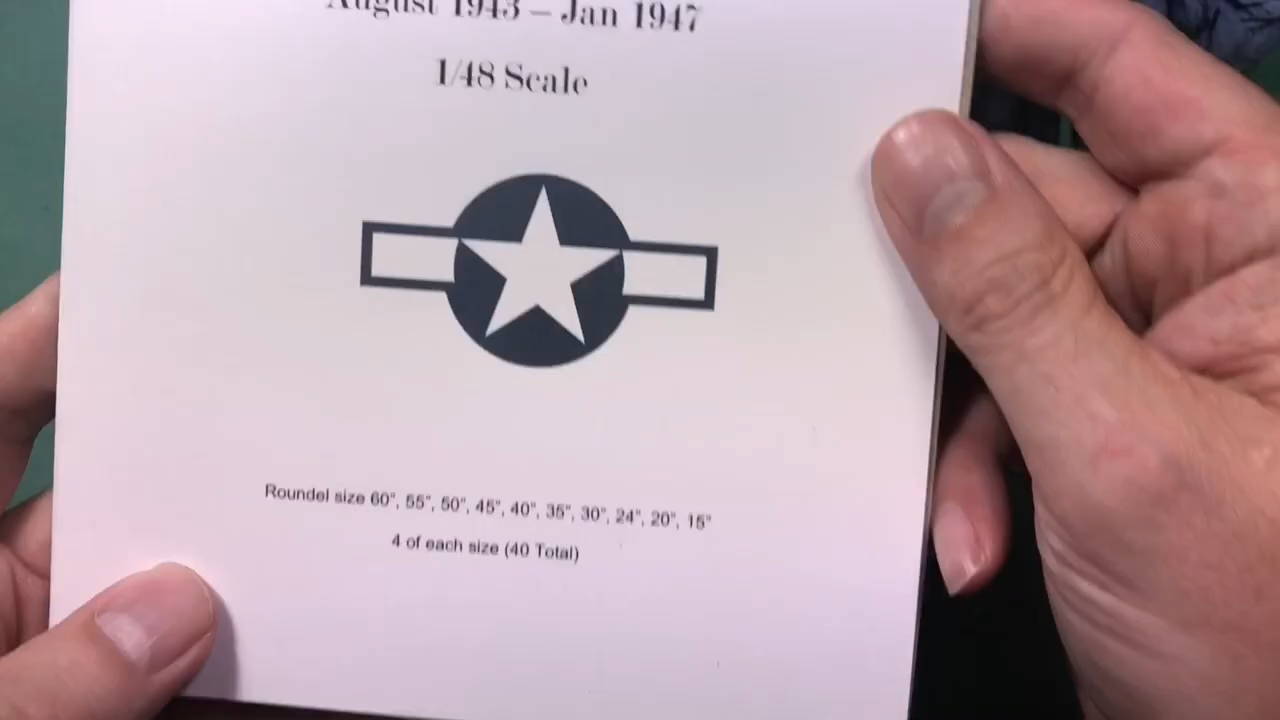 August 1943 – Jan 1947
1/48 Scale
Roundel size 60", 55", 50", 45", 40", 35", 30", 24", 20", 15"
4 of each size (40 Total)